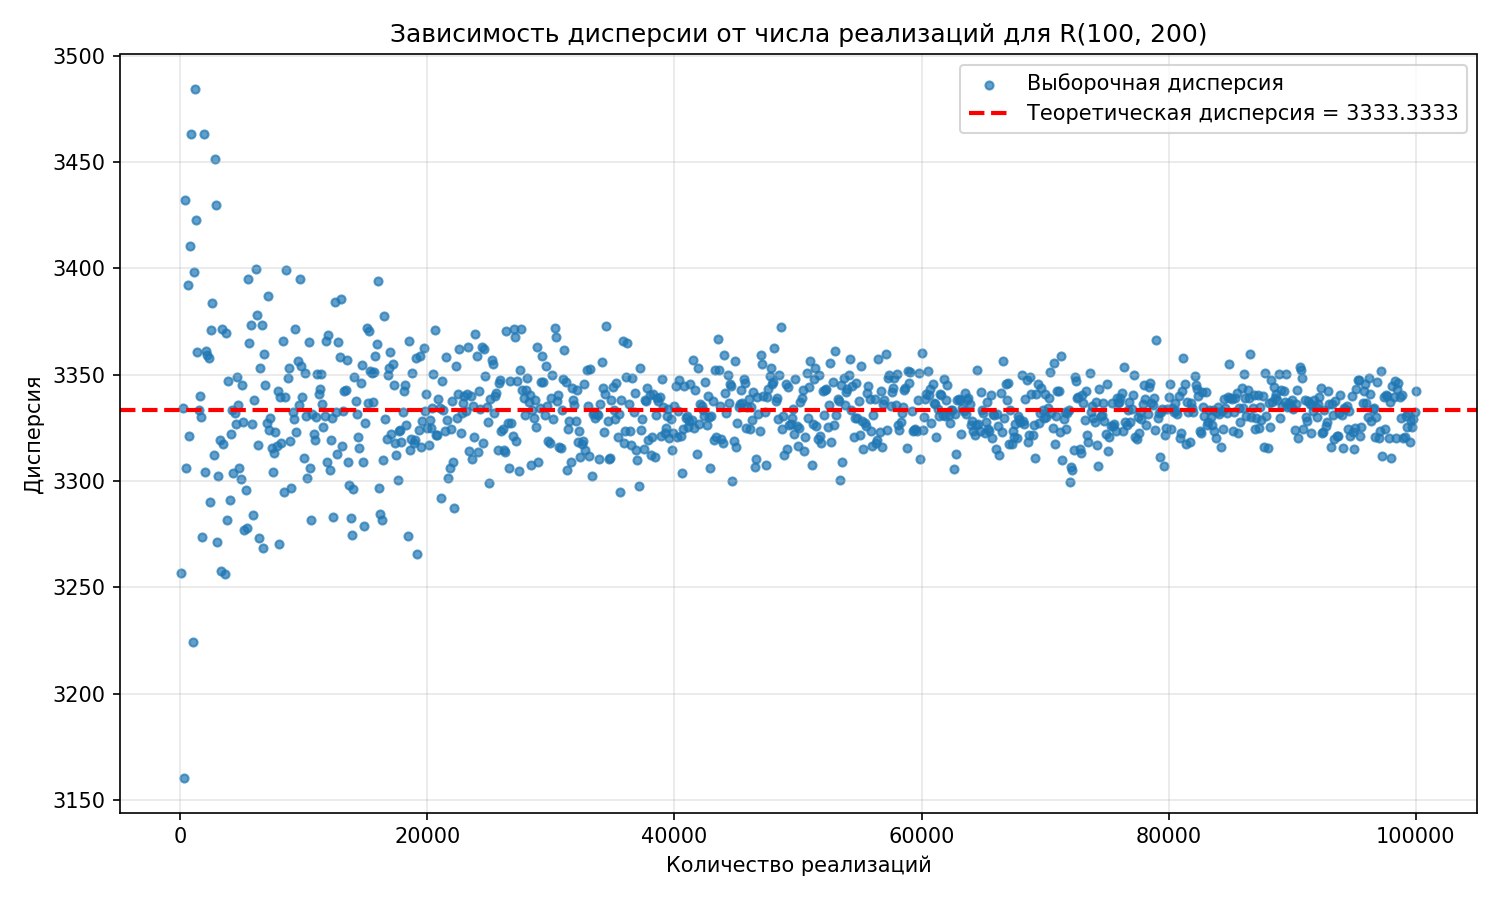 Зависимость дисперсии от числа реализаций для R(100, 200)
Выборочная дисперсия
Теоретическая дисперсия = 3333.3333
Дисперсия
3500
3450
3400
3350
3300
3250
3200
3150
0 20000 40000 60000 80000 100000
Количество реализаций